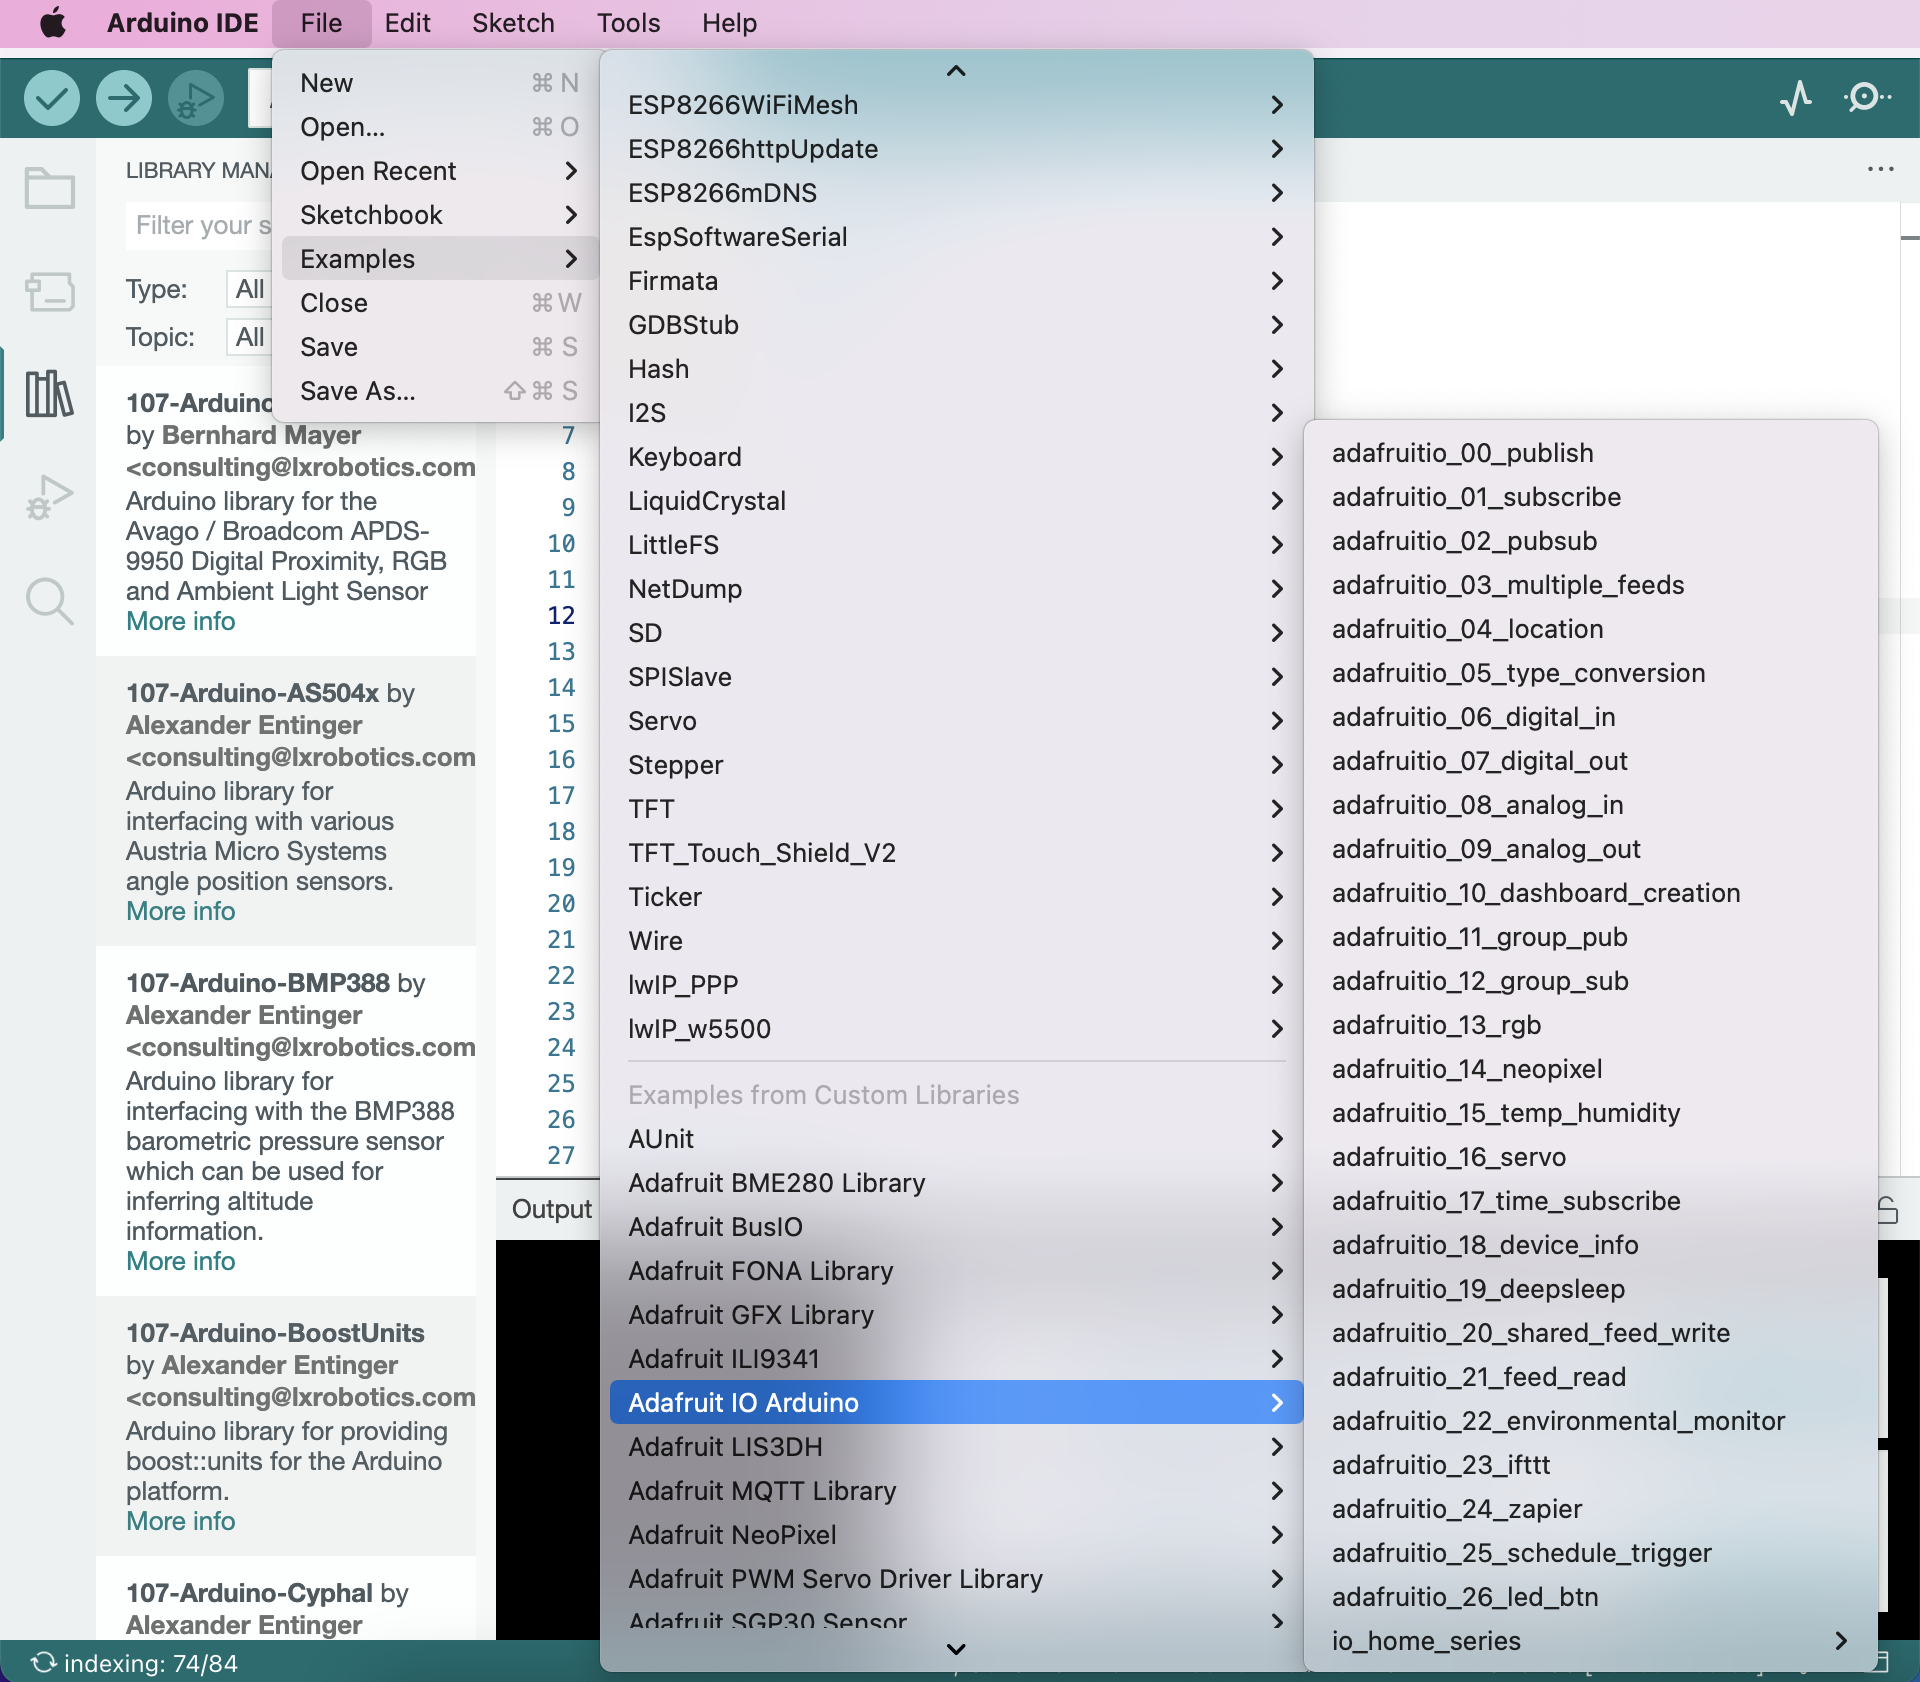 Arduino IDE File Edit Sketch Tools Help
New ⌘ N
Open... ⌘ O
Open Recent
Sketchbook
Examples
Close ⌘ W
Save ⌘ S
Save As... ⇧ ⌘ S
LIBRARY MAN
Filter your s
Type: All
Topic: All
107-Arduino
by Bernhard Mayer
<consulting@lxrobotics.com
Arduino library for the
Avago / Broadcom APDS-
9950 Digital Proximity, RGB
and Ambient Light Sensor
More info
107-Arduino-AS504x by
Alexander Entinger
<consulting@lxrobotics.com
Arduino library for
interfacing with various
Austria Micro Systems
angle position sensors.
More info
107-Arduino-BMP388 by
Alexander Entinger
<consulting@lxrobotics.com
Arduino library for
interfacing with the BMP388
barometric pressure sensor
which can be used for
inferring altitude
information.
More info
107-Arduino-BoostUnits
by Alexander Entinger
<consulting@lxrobotics.com
Arduino library for providing
boost::units for the Arduino
platform.
More info
107-Arduino-Cyphal by
Alexander Entinger
indexing: 74/84
7
8
9
10
11
12
13
14
15
16
17
18
19
20
21
22
23
24
25
26
27
Output
ESP8266WiFiMesh
ESP8266httpUpdate
ESP8266mDNS
EspSoftwareSerial
Firmata
GDBStub
Hash
I2S
Keyboard
LiquidCrystal
LittleFS
NetDump
SD
SPISlave
Servo
Stepper
TFT
TFT_Touch_Shield_V2
Ticker
Wire
lwIP_PPP
lwIP_w5500
Examples from Custom Libraries
AUnit
Adafruit BME280 Library
Adafruit BusIO
Adafruit FONA Library
Adafruit GFX Library
Adafruit ILI9341
Adafruit IO Arduino
Adafruit LIS3DH
Adafruit MQTT Library
Adafruit NeoPixel
Adafruit PWM Servo Driver Library
Adafruit SGP30 Sensor
adafruitio_00_publish
adafruitio_01_subscribe
adafruitio_02_pubsub
adafruitio_03_multiple_feeds
adafruitio_04_location
adafruitio_05_type_conversion
adafruitio_06_digital_in
adafruitio_07_digital_out
adafruitio_08_analog_in
adafruitio_09_analog_out
adafruitio_10_dashboard_creation
adafruitio_11_group_pub
adafruitio_12_group_sub
adafruitio_13_rgb
adafruitio_14_neopixel
adafruitio_15_temp_humidity
adafruitio_16_servo
adafruitio_17_time_subscribe
adafruitio_18_device_info
adafruitio_19_deepsleep
adafruitio_20_shared_feed_write
adafruitio_21_feed_read
adafruitio_22_environmental_monitor
adafruitio_23_ifttt
adafruitio_24_zapier
adafruitio_25_schedule_trigger
adafruitio_26_led_btn
io_home_series